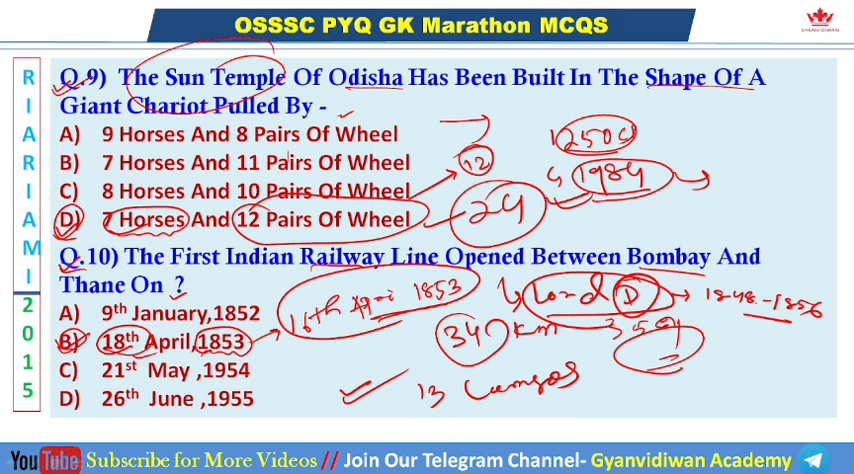 OSSSC PYQ GK Marathon MCQS
GYANVIDIWAN
RIARIAMI 2015
Q.9) The Sun Temple Of Odisha Has Been Built In The Shape Of A
Giant Chariot Pulled By -
A) 9 Horses And 8 Pairs Of Wheel
B) 7 Horses And 11 Pairs Of Wheel
C) 8 Horses And 10 Pairs Of Wheel
D) 7 Horses And 12 Pairs Of Wheel
1250
1984
12
24
Q.10) The First Indian Railway Line Opened Between Bombay And
Thane On ?
A) 9th January,1852
B) 18th April,1853
C) 21st May ,1954
D) 26th June ,1955
16th 1853
Lord D
1848-1856
34 km
13
You Tube Subscribe for More Videos // Join Our Telegram Channel- Gyanvidiwan Academy